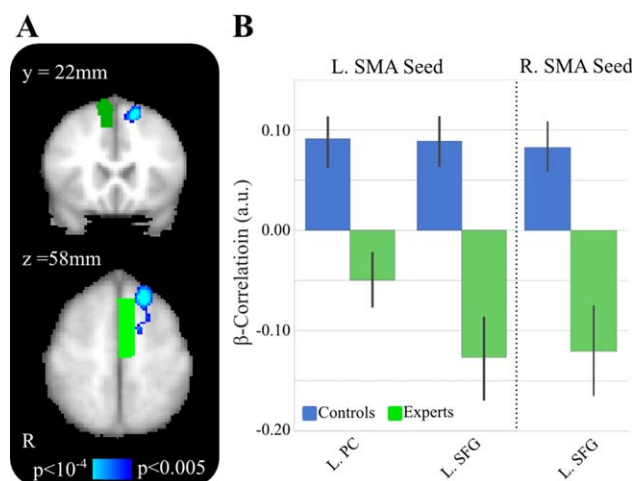 A
y = 22mm
z =58mm
R
p<10-4 p<0.005
B
L. SMA Seed R. SMA Seed
β-Correlatioin (a.u.)
0.10
0.00
-0.10
-0.20
Controls Experts
L. PC L. SFG L. SFG